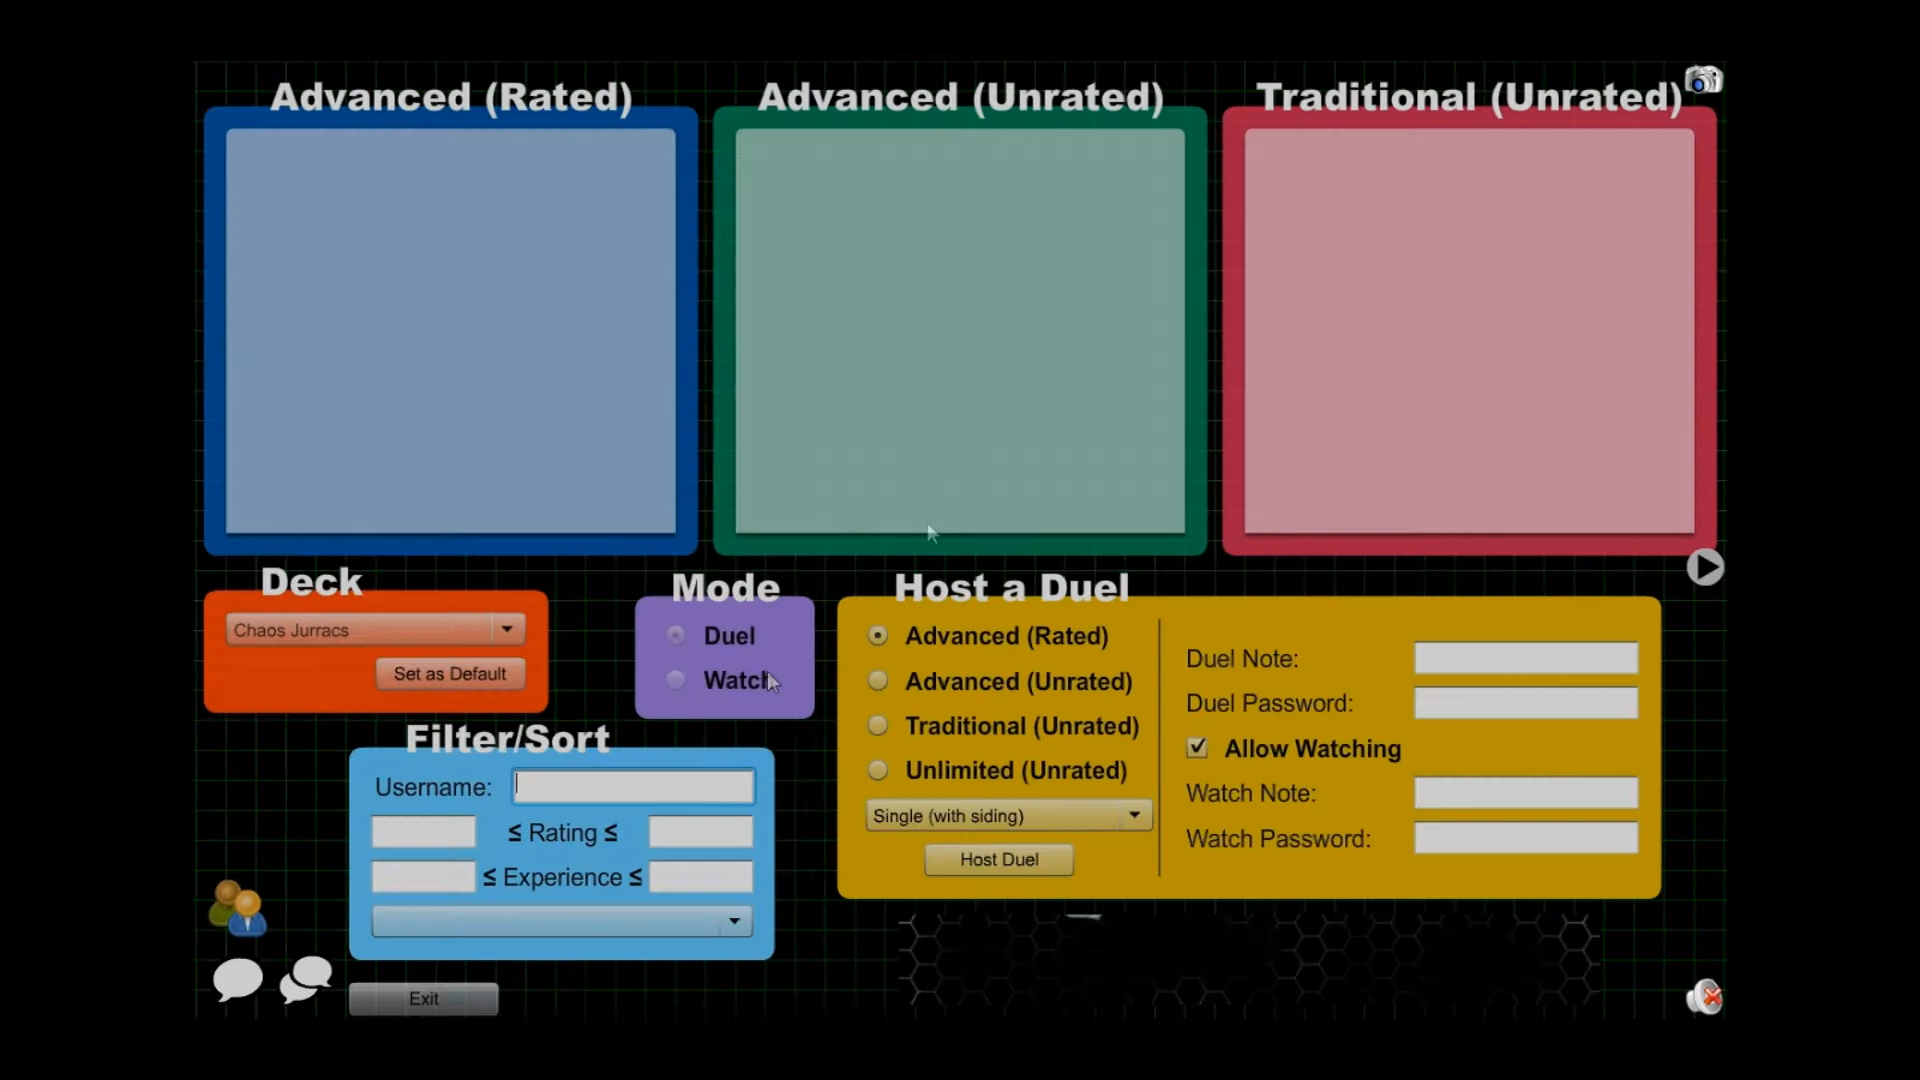 Advanced (Rated)
Advanced (Unrated)
Traditional (Unrated)
Deck
Chaos Jurracs
Set as Default
Mode
Duel
Watch
Host a Duel
Advanced (Rated)
Advanced (Unrated)
Traditional (Unrated)
Unlimited (Unrated)
Single (with siding)
Host Duel
Duel Note:
Duel Password:
Allow Watching
Watch Note:
Watch Password:
Filter/Sort
Username:
≤ Rating ≤
≤ Experience ≤
Exit